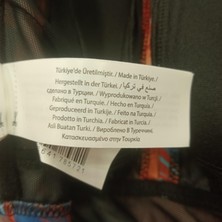 Türkiye'de Üretilmiştir. / Made in Türkiye.
Hergestellt in der Türkei. / صنع في تركيا
Сделано в Турции. / Wyprodukowano w Turcji.
Fabriqué en Turquie. / Hecho en Turquía.
Geproduceerd in Turkije. / Feito na Turquia.
Prodotto in Turchia. / Fabricat în Turcia.
Asli Buatan Turki. / Вироблено В Туреччині.
Κατασκευασμένο στην Τουρκία